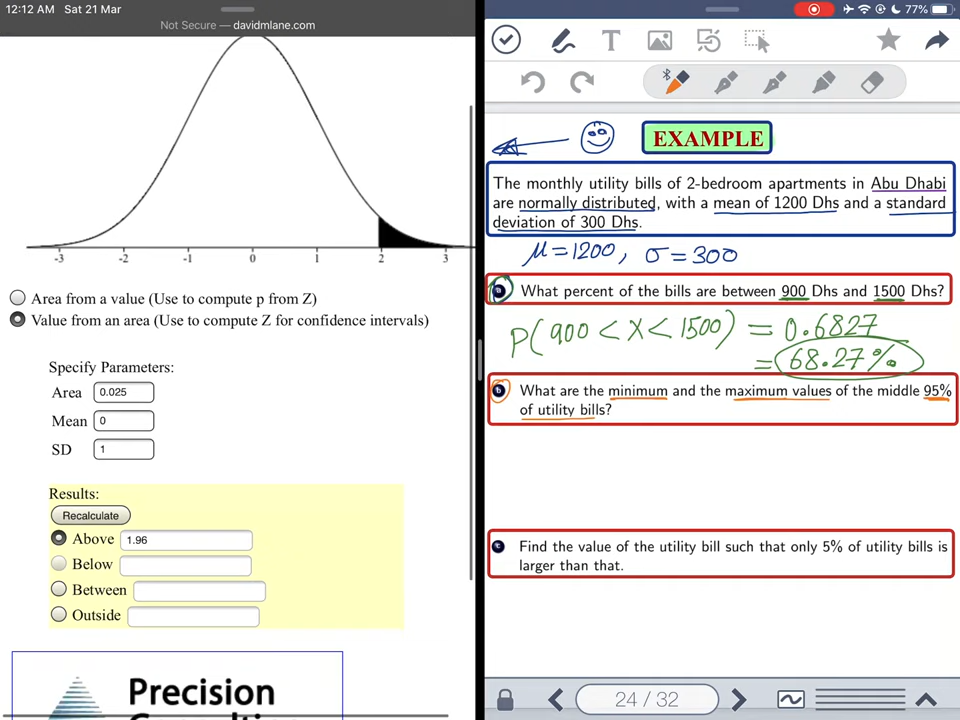 12:12 AM Sat 21 Mar
Not Secure — davidmlane.com
-3 -2 -1 0 1 2 3
Area from a value (Use to compute p from Z)
Value from an area (Use to compute Z for confidence intervals)
Specify Parameters:
Area 0.025
Mean 0
SD 1
Results:
Recalculate
Above 1.96
Below
Between
Outside
Precision
77%
T
EXAMPLE
The monthly utility bills of 2-bedroom apartments in Abu Dhabi
are normally distributed, with a mean of 1200 Dhs and a standard
deviation of 300 Dhs.
μ = 1200, σ = 300
a What percent of the bills are between 900 Dhs and 1500 Dhs?
P(900 < X < 1500) = 0.6827
= 68.27%
b What are the minimum and the maximum values of the middle 95%
of utility bills?
c Find the value of the utility bill such that only 5% of utility bills is
larger than that.
24 / 32